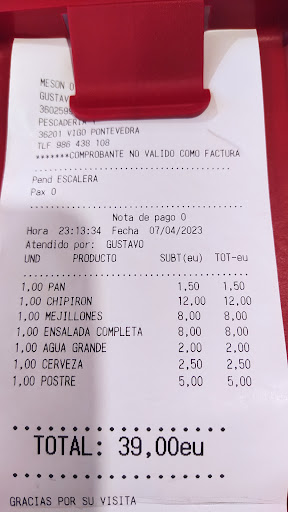 MESON O
GUSTAVO
3602599
PESCADERIA
36201 VIGO PONTEVEDRA
TLF 986 438 108
*******COMPROBANTE NO VALIDO COMO FACTURA
Pend ESCALERA
Pax 0
Nota de pago 0
Hora 23:13:34 Fecha 07/04/2023
Atendido por: GUSTAVO
UND PRODUCTO SUBT(eu) TOT-eu
1,00 PAN 1,50 1,50
1,00 CHIPIRON 12,00 12,00
1,00 MEJILLONES 8,00 8,00
1,00 ENSALADA COMPLETA 8,00 8,00
1,00 AGUA GRANDE 2,00 2,00
1,00 CERVEZA 2,50 2,50
1,00 POSTRE 5,00 5,00
TOTAL: 39,00eu
GRACIAS POR SU VISITA